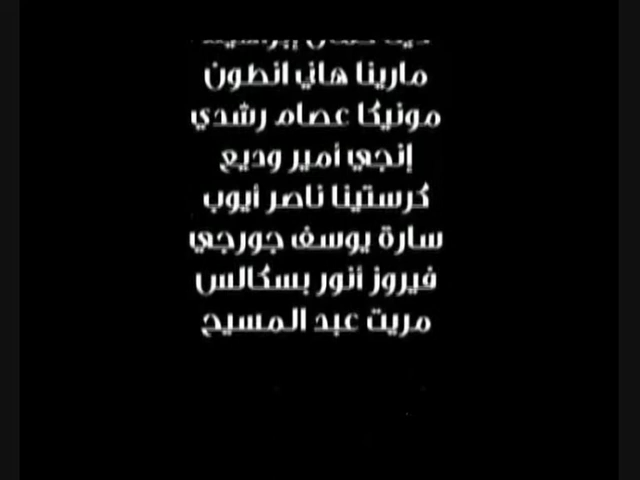 مارينا هاني انطون
مونيكا عصام رشدي
إنجي أمير وديع
كرستينا ناصر أيوب
سارة يوسف جورجي
فيروز أنور بسكالس
مريت عبد المسيح